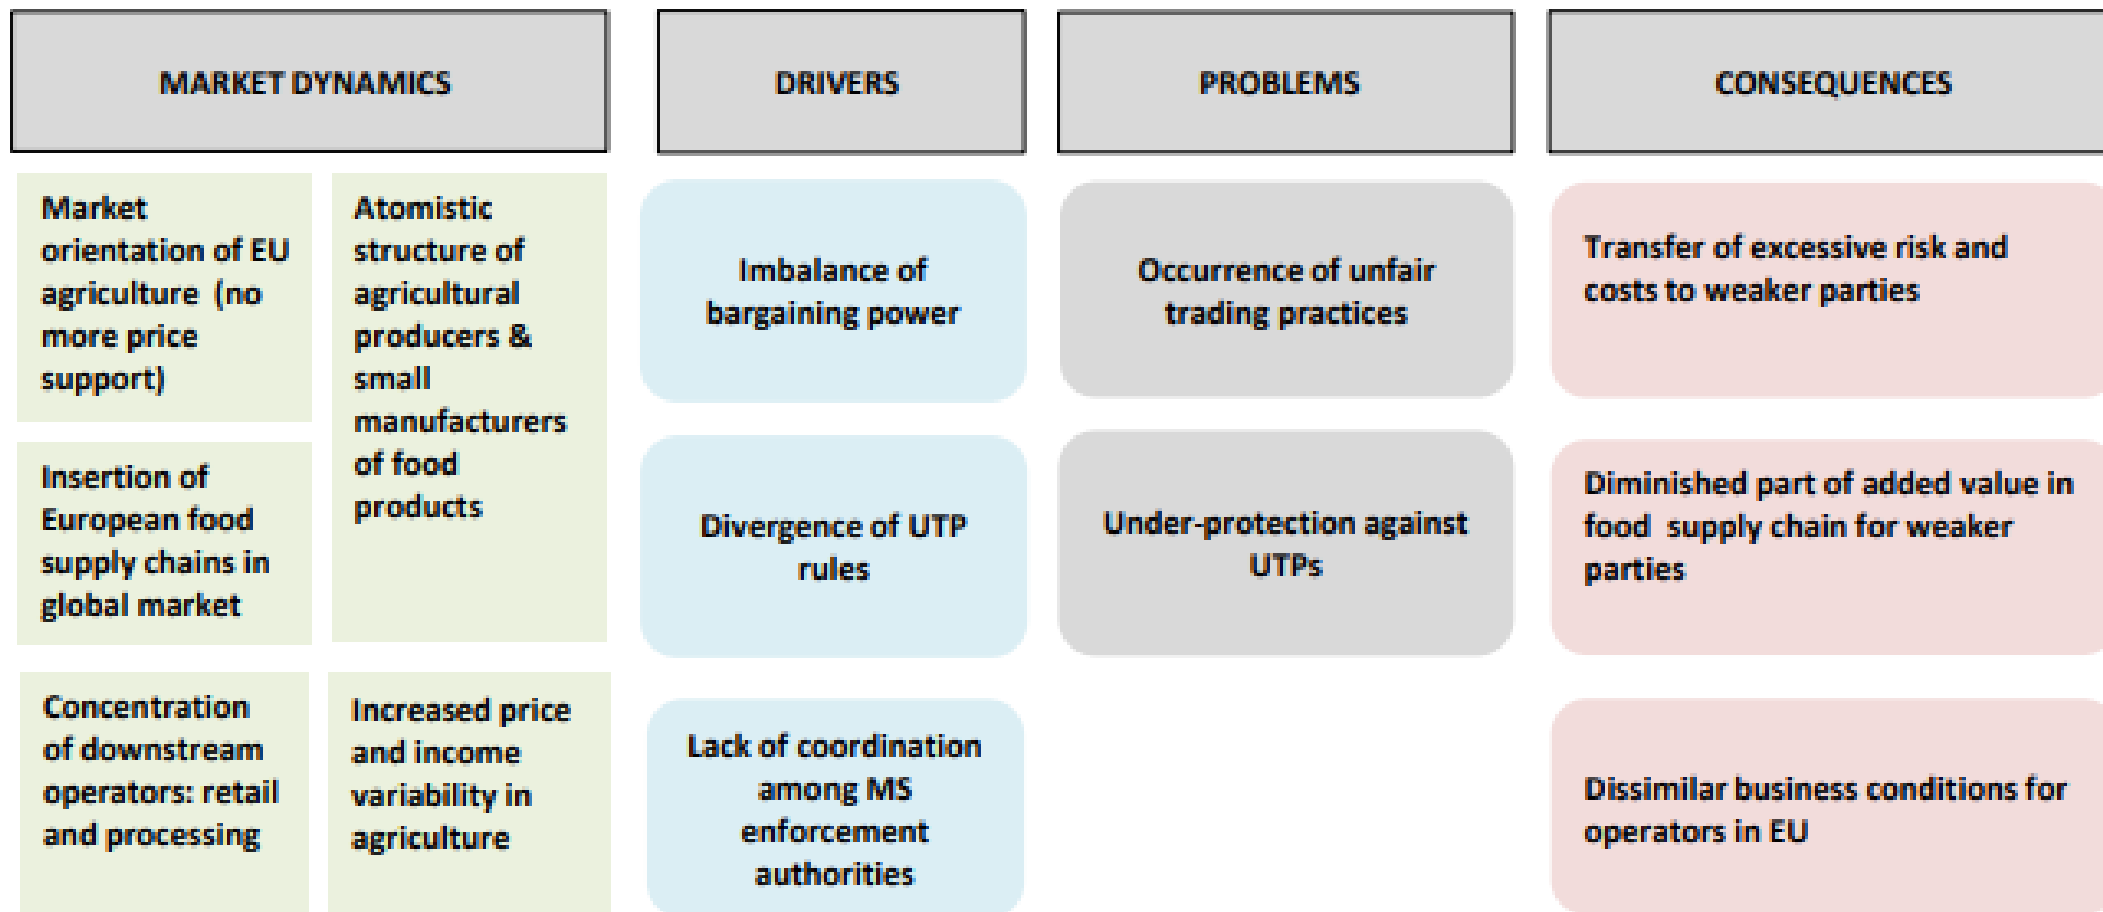 MARKET DYNAMICS
DRIVERS
PROBLEMS
CONSEQUENCES
Market
orientation of EU
agriculture (no
more price
support)
Insertion of
European food
supply chains in
global market
Concentration
of downstream
operators: retail
and processing
Atomistic
structure of
agricultural
producers &
small
manufacturers
of food
products
Increased price
and income
variability in
agriculture
Imbalance of
bargaining power
Divergence of UTP
rules
Lack of coordination
among MS
enforcement
authorities
Occurrence of unfair
trading practices
Under-protection against
UTPs
Transfer of excessive risk and
costs to weaker parties
Diminished part of added value in
food supply chain for weaker
parties
Dissimilar business conditions for
operators in EU